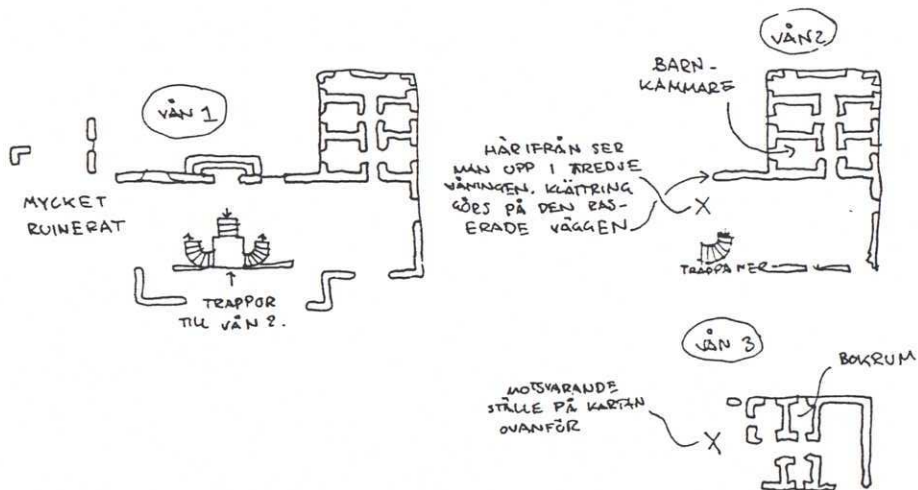 VÅN 1
MYCKET
RUINERAT
TRAPPOR
TILL VÅN 2.
VÅN 2
BARN-
KAMMARE
HÄRIFRÅN SER
MAN UPP I TREDJE
VÅNINGEN. KLÄTTRING
GÖRS PÅ DEN RAS-
ERADE VÄGGEN
X
TRAPPA NER
VÅN 3
BOKRUM
MOTSVARANDE
STÄLLE PÅ KARTAN
OVANFÖR
X